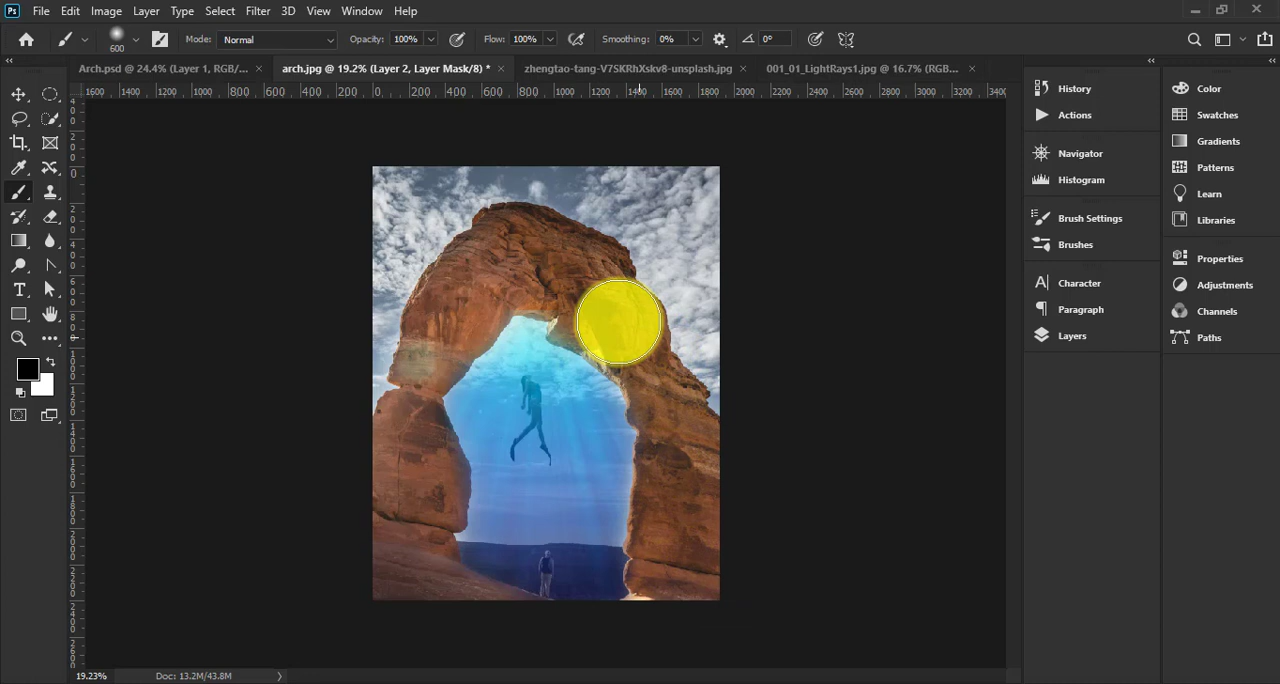 Ps File Edit Image Layer Type Select Filter 3D View Window Help
600 Mode: Normal Opacity: 100% Flow: 100% Smoothing: 0% 0°
Arch.psd @ 24.4% (Layer 1, RGB/... × arch.jpg @ 19.2% (Layer 2, Layer Mask/8) * × zhengtao-tang-V7SKRhXskv8-unsplash.jpg × 001_01_LightRays1.jpg @ 16.7% (RGB... ×
1600 1400 1200 1000 800 600 400 200 0 200 400 600 800 1000 1200 1400 1600 1800 2000 2200 2400 2600 2800 3000 3200 3400
History
Actions
Navigator
Histogram
Brush Settings
Brushes
Character
Paragraph
Layers
Color
Swatches
Gradients
Patterns
Learn
Libraries
Properties
Adjustments
Channels
Paths
19.23% Doc: 13.2M/43.8M